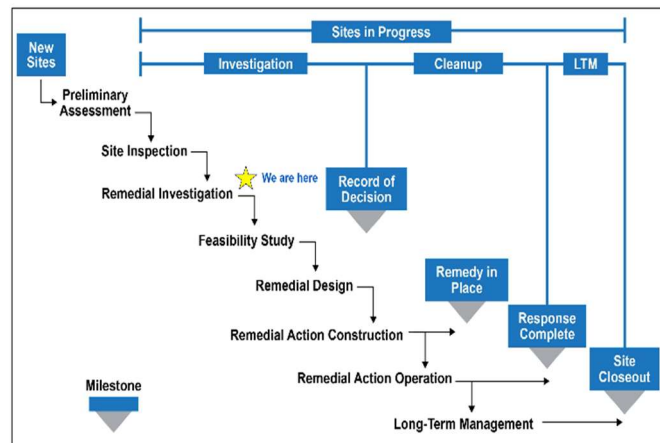 Sites in Progress
New
Sites
Investigation
Cleanup
LTM
Preliminary
Assessment
Site Inspection
We are here
Remedial Investigation
Record of
Decision
Feasibility Study
Remedial Design
Remedy in
Place
Remedial Action Construction
Response
Complete
Remedial Action Operation
Site
Closeout
Milestone
Long-Term Management